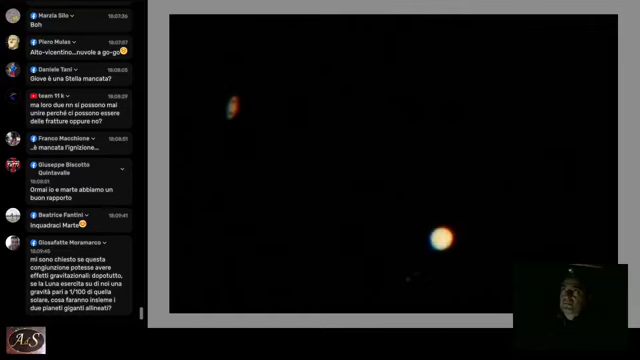 Marzia Silo 18:07:36
Boh
Piero Mulas 18:07:57
Alto-vicentino...nuvole a go-go
Daniele Tani 18:08:05
Giove è una Stella mancata?
team 11 k 18:08:29
ma loro due nn si possono mai
unire perché ci possono essere
delle fratture oppure no?
Franco Macchione 18:08:51
..è mancata l'ignizione...
Giuseppe Biscotto
Quintavalle
18:08:51
Ormai io e marte abbiamo un
buon rapporto
Beatrice Fantini 18:09:41
Inquadraci Marte
Giosafatte Moramarco
18:09:45
mi sono chiesto se questa
congiunzione potesse avere
effetti gravitazionali: dopotutto,
se la Luna esercita su di noi una
gravità pari a 1/100 di quella
solare, cosa faranno insieme i
due pianeti giganti allineati?
AdS